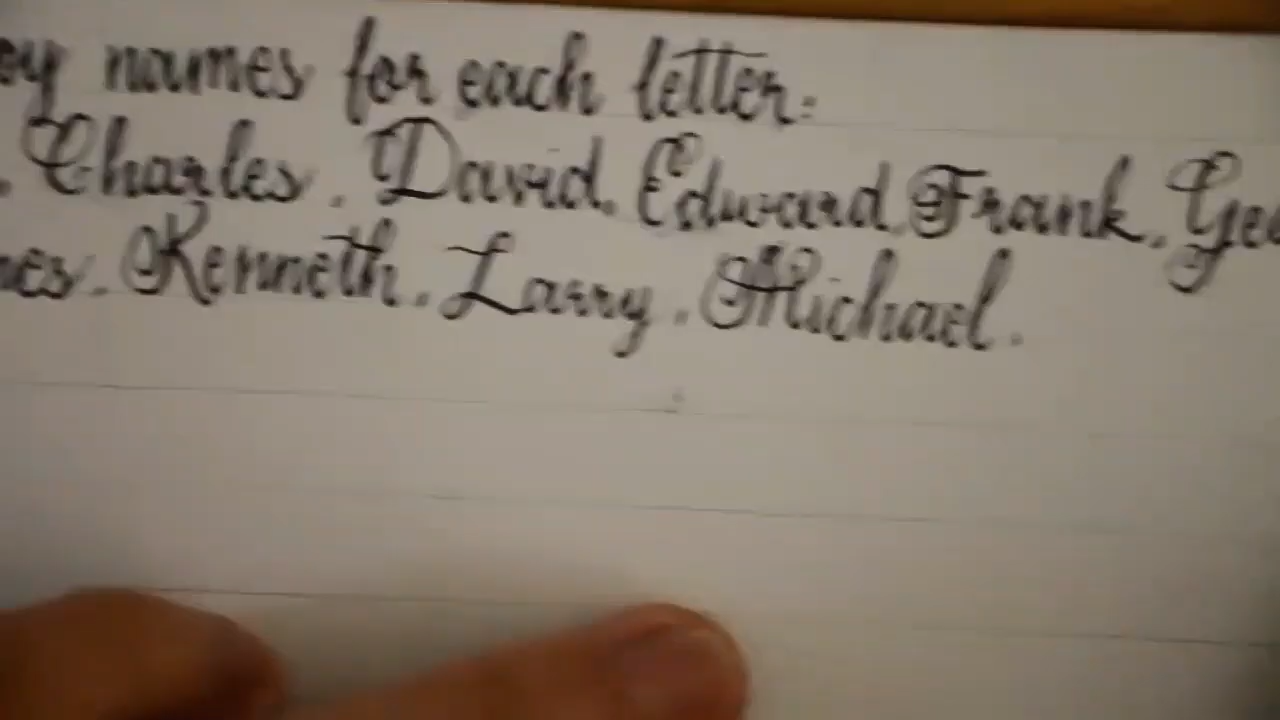 names for each letter:
Charles. David. Edward. Frank. 
Kenneth. Larry. Michael.